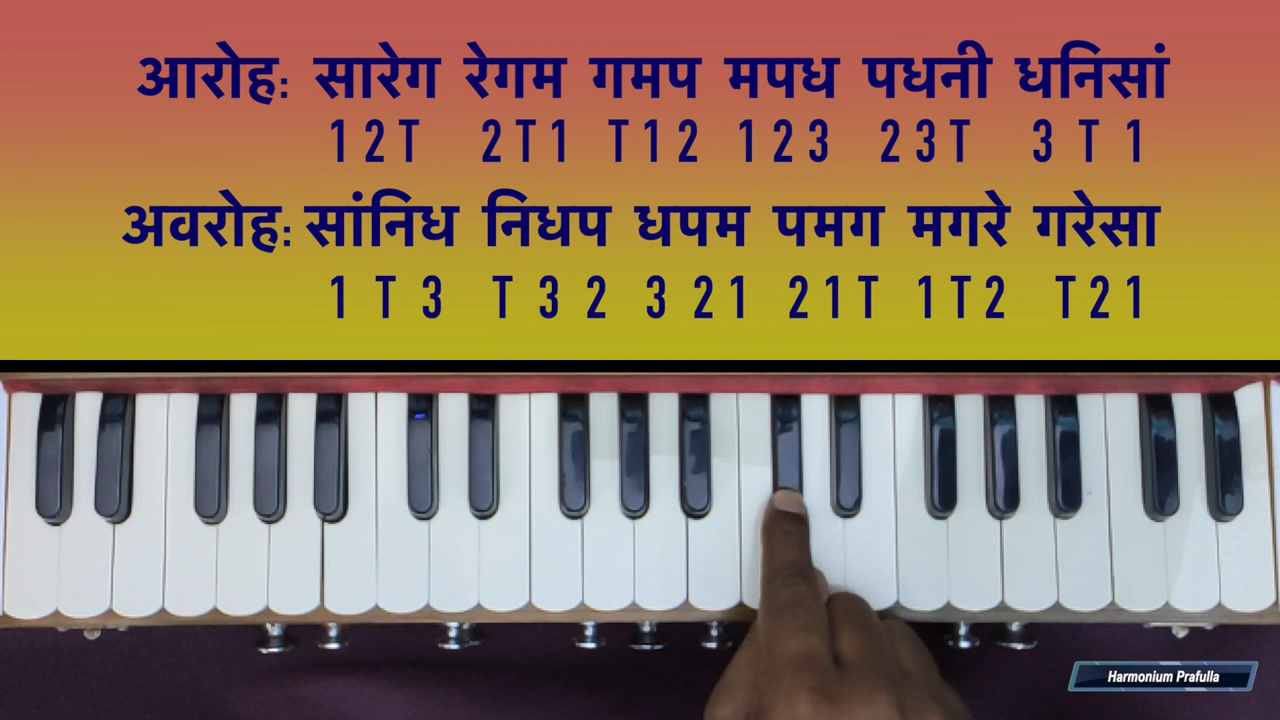 आरोहः सारेग रेगम गमप मपध पधनी धनिसां
1 2 T 2 T 1 T 1 2 1 2 3 2 3 T 3 T 1
अवरोहः सांनिध निधप धपम पमग मगरे गरेसा
1 T 3 T 3 2 3 2 1 2 1 T 1 T 2 T 2 1
Harmonium Prafulla